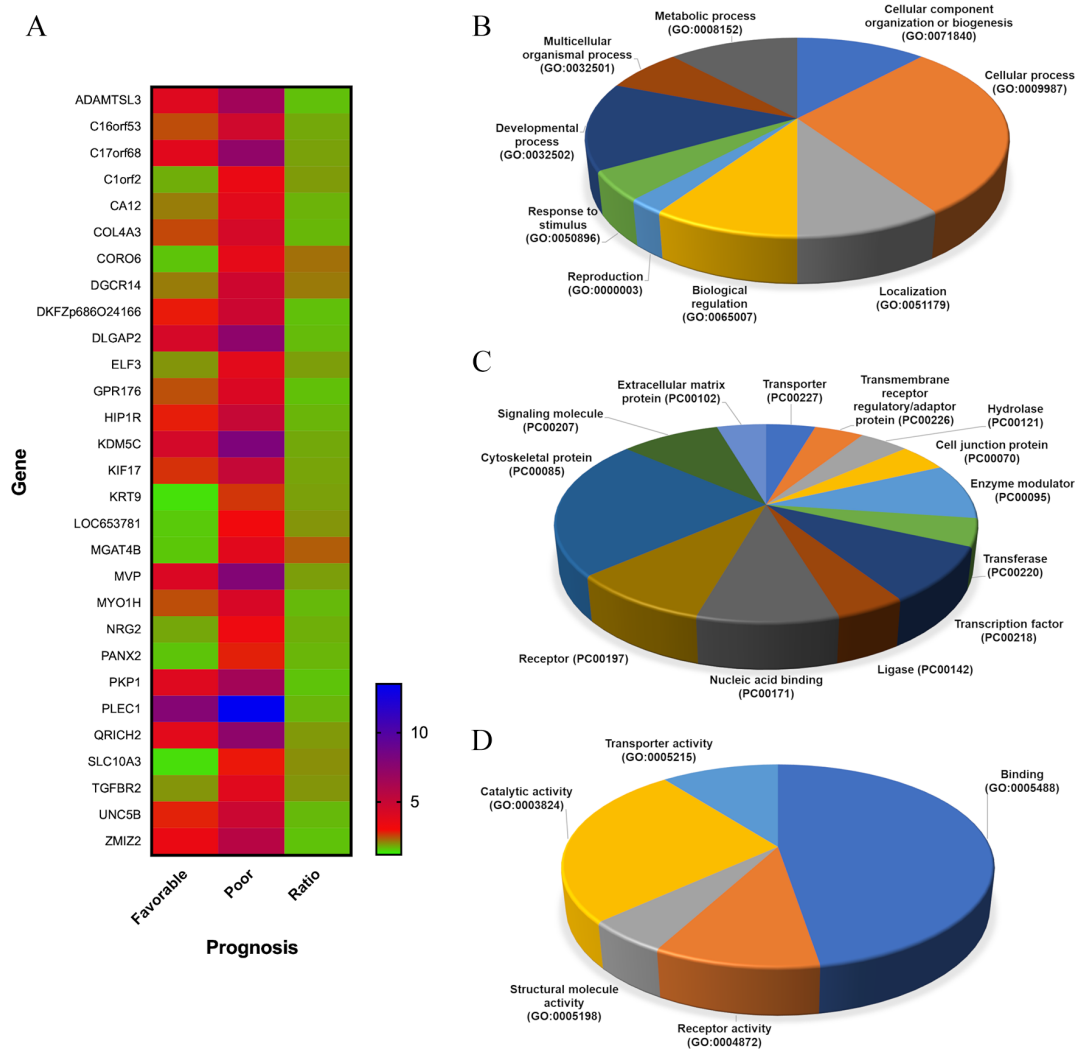 A
ADAMTSL3
C16orf53
C17orf68
C1orf2
CA12
COL4A3
CORO6
DGCR14
DKFZp686O24166
DLGAP2
ELF3
GPR176
HIP1R
KDM5C
KIF17
KRT9
LOC653781
MGAT4B
MVP
MYO1H
NRG2
PANX2
PKP1
PLEC1
QRICH2
SLC10A3
TGFBR2
UNC5B
ZMIZ2
Gene
Favorable
Poor
Ratio
Prognosis
10
5
B
Metabolic process
(GO:0008152)
Cellular component
organization or biogenesis
(GO:0071840)
Multicellular
organismal process
(GO:0032501)
Cellular process
(GO:0009987)
Developmental
process
(GO:0032502)
Response to
stimulus
(GO:0050896)
Reproduction
(GO:0000003)
Biological
regulation
(GO:0065007)
Localization
(GO:0051179)
C
Extracellular matrix
protein (PC00102)
Transporter
(PC00227)
Transmembrane
receptor
regulatory/adaptor
protein (PC00226)
Hydrolase
(PC00121)
Signaling molecule
(PC00207)
Cell junction protein
(PC00070)
Cytoskeletal protein
(PC00085)
Enzyme modulator
(PC00095)
Transferase
(PC00220)
Transcription factor
(PC00218)
Receptor (PC00197)
Nucleic acid binding
(PC00171)
Ligase (PC00142)
D
Transporter activity
(GO:0005215)
Binding
(GO:0005488)
Catalytic activity
(GO:0003824)
Structural molecule
activity
(GO:0005198)
Receptor activity
(GO:0004872)